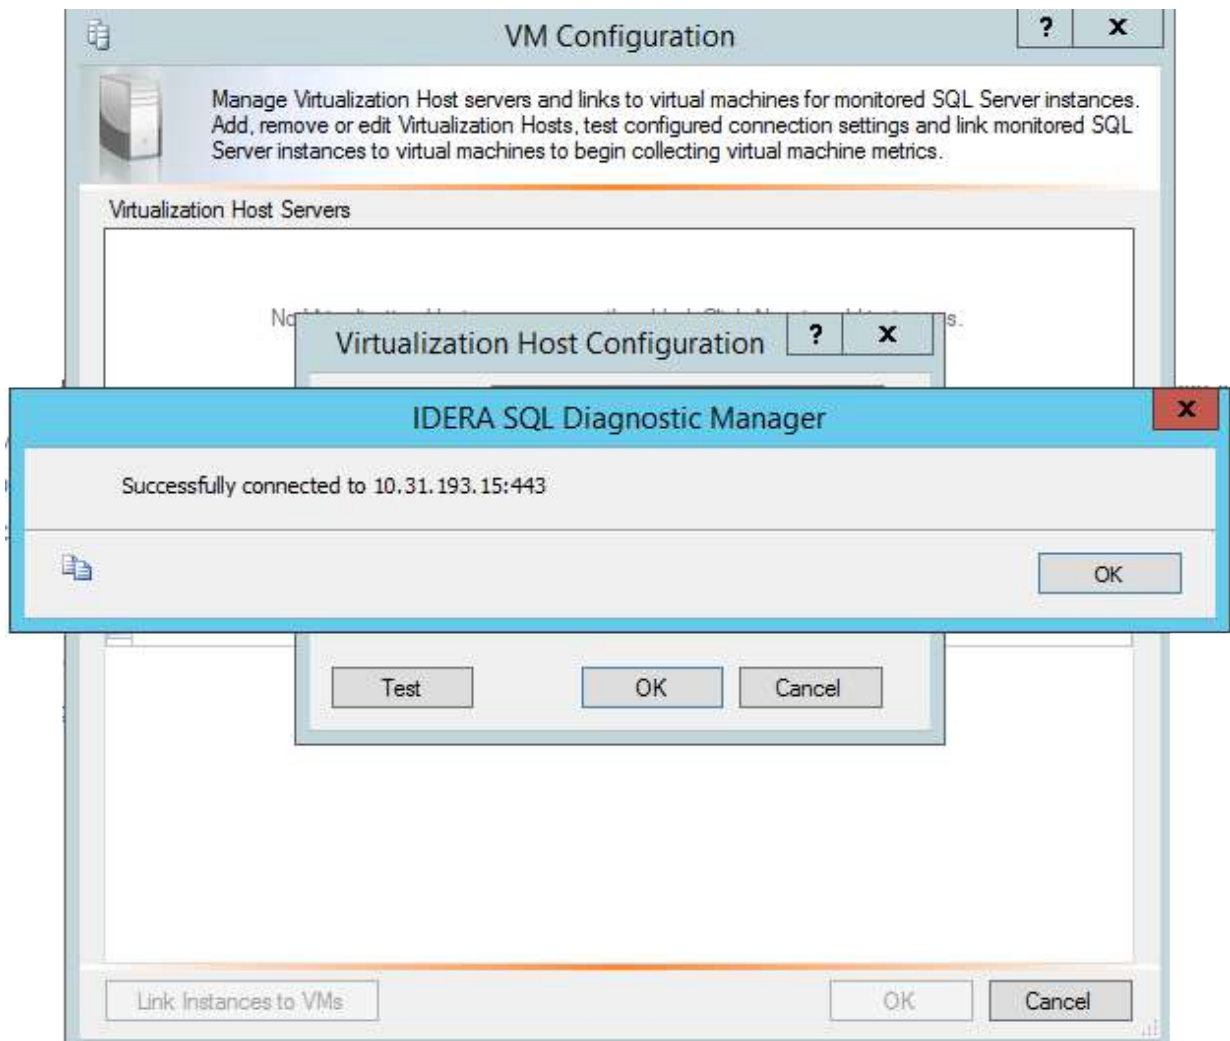 VM Configuration
? x
Manage Virtualization Host servers and links to virtual machines for monitored SQL Server instances.
Add, remove or edit Virtualization Hosts, test configured connection settings and link monitored SQL
Server instances to virtual machines to begin collecting virtual machine metrics.
Virtualization Host Servers
No
Virtualization Host Configuration
? x
IDERA SQL Diagnostic Manager
x
Successfully connected to 10.31.193.15:443
OK
Test OK Cancel
Link Instances to VMs OK Cancel